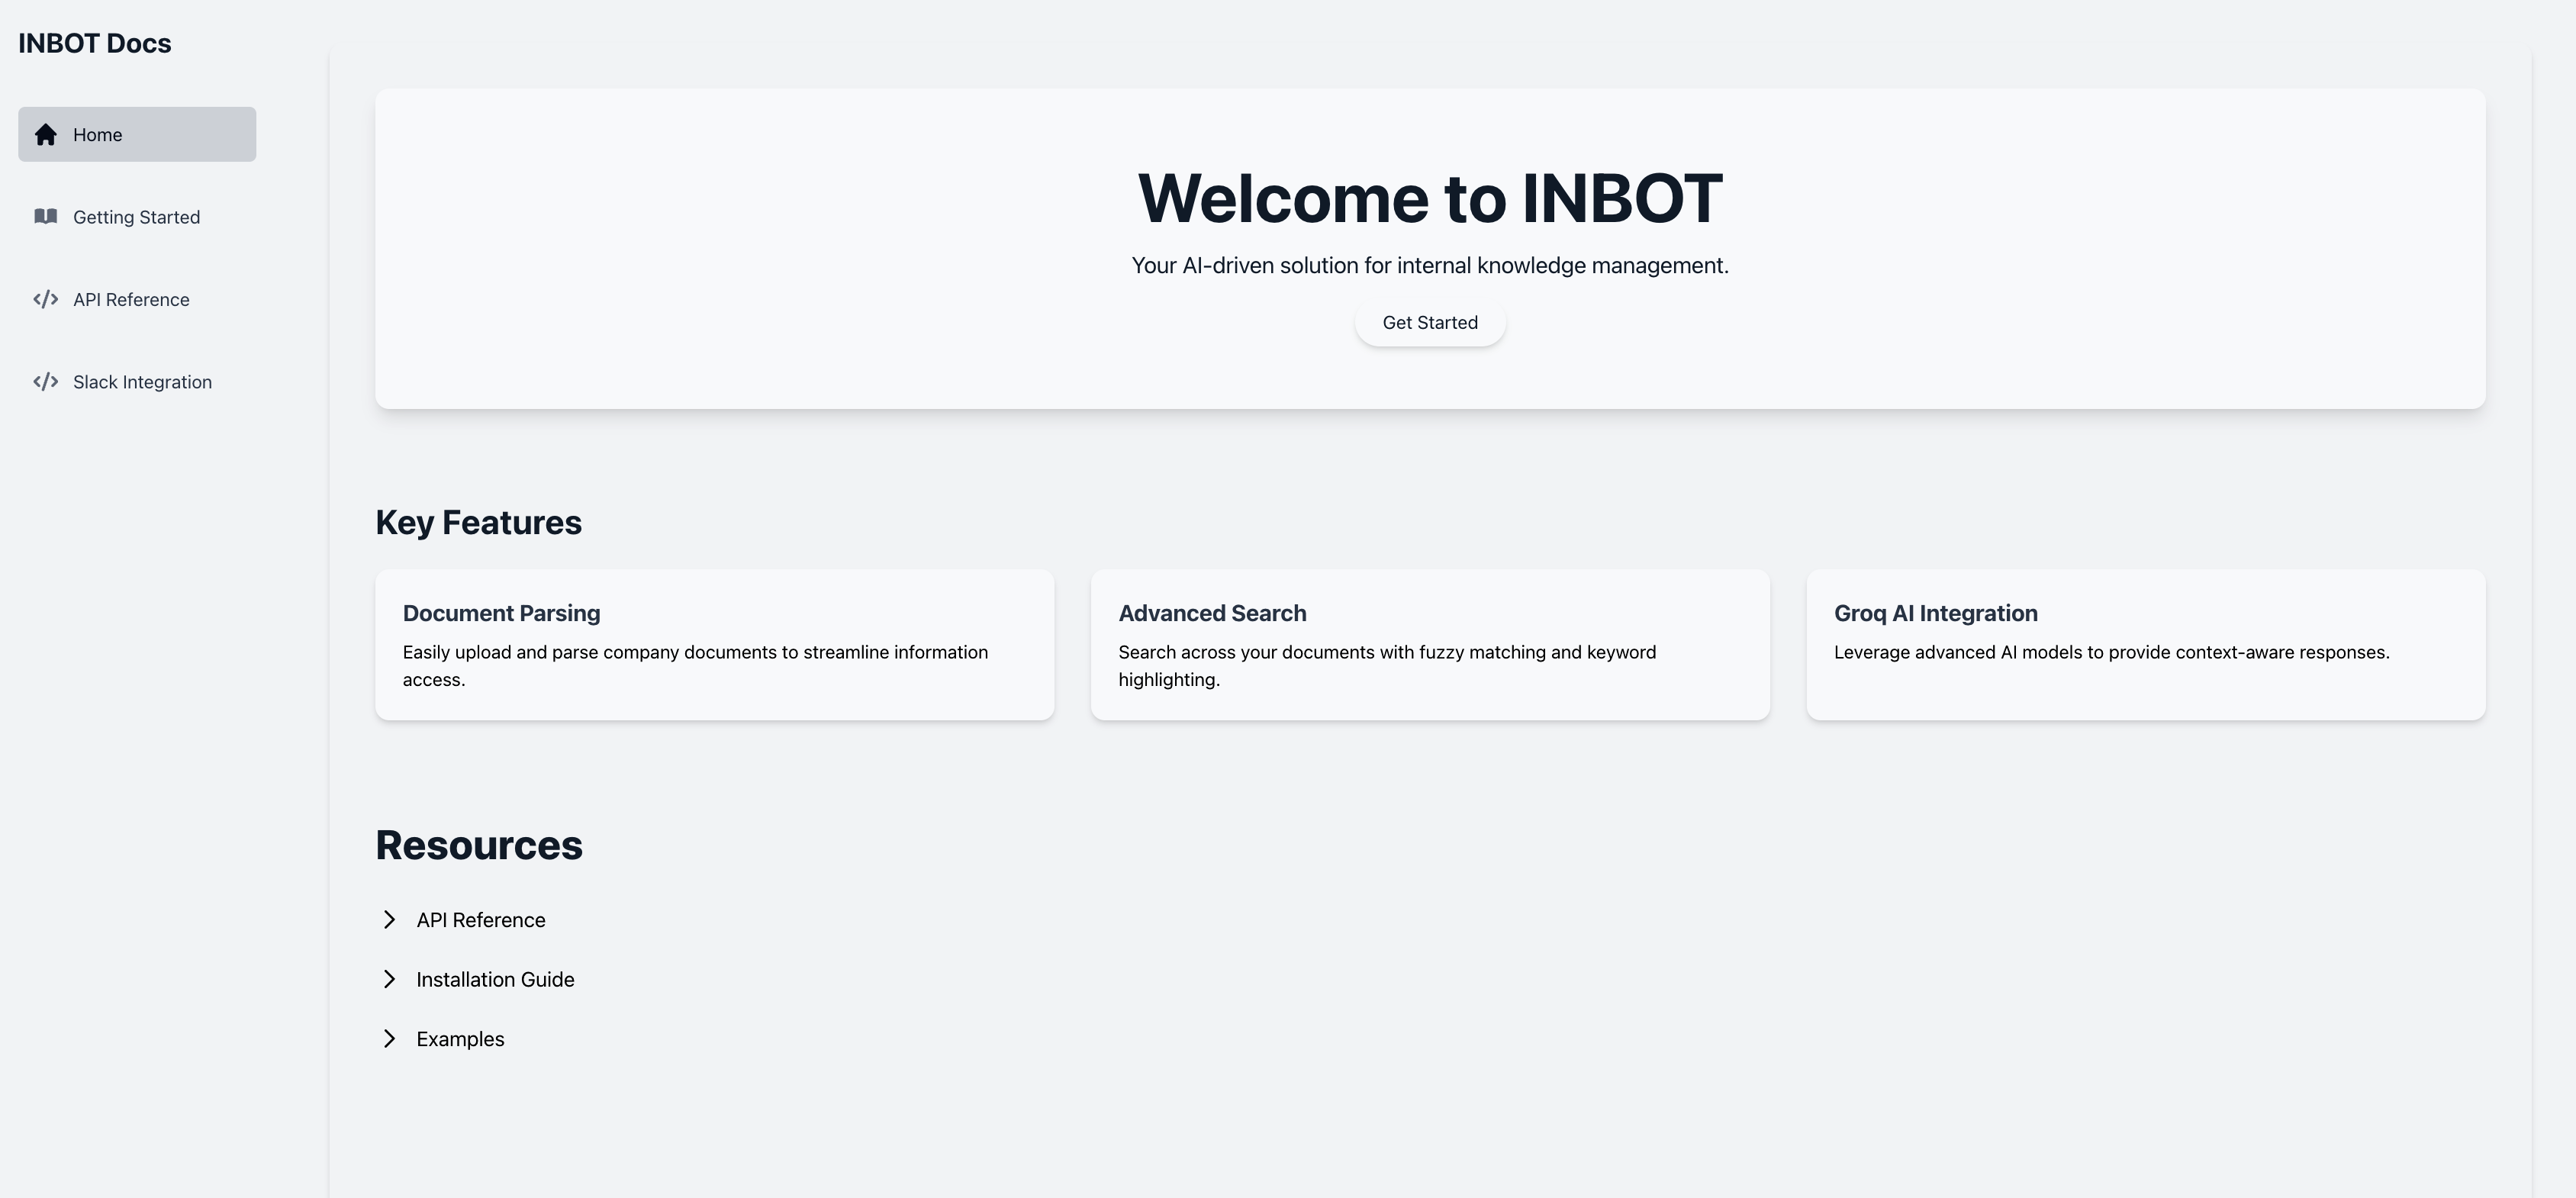 INBOT Docs
Home
Getting Started
API Reference
Slack Integration
Welcome to INBOT
Your AI-driven solution for internal knowledge management.
Get Started
Key Features
Document Parsing
Easily upload and parse company documents to streamline information
access.
Advanced Search
Search across your documents with fuzzy matching and keyword
highlighting.
Groq AI Integration
Leverage advanced AI models to provide context-aware responses.
Resources
API Reference
Installation Guide
Examples